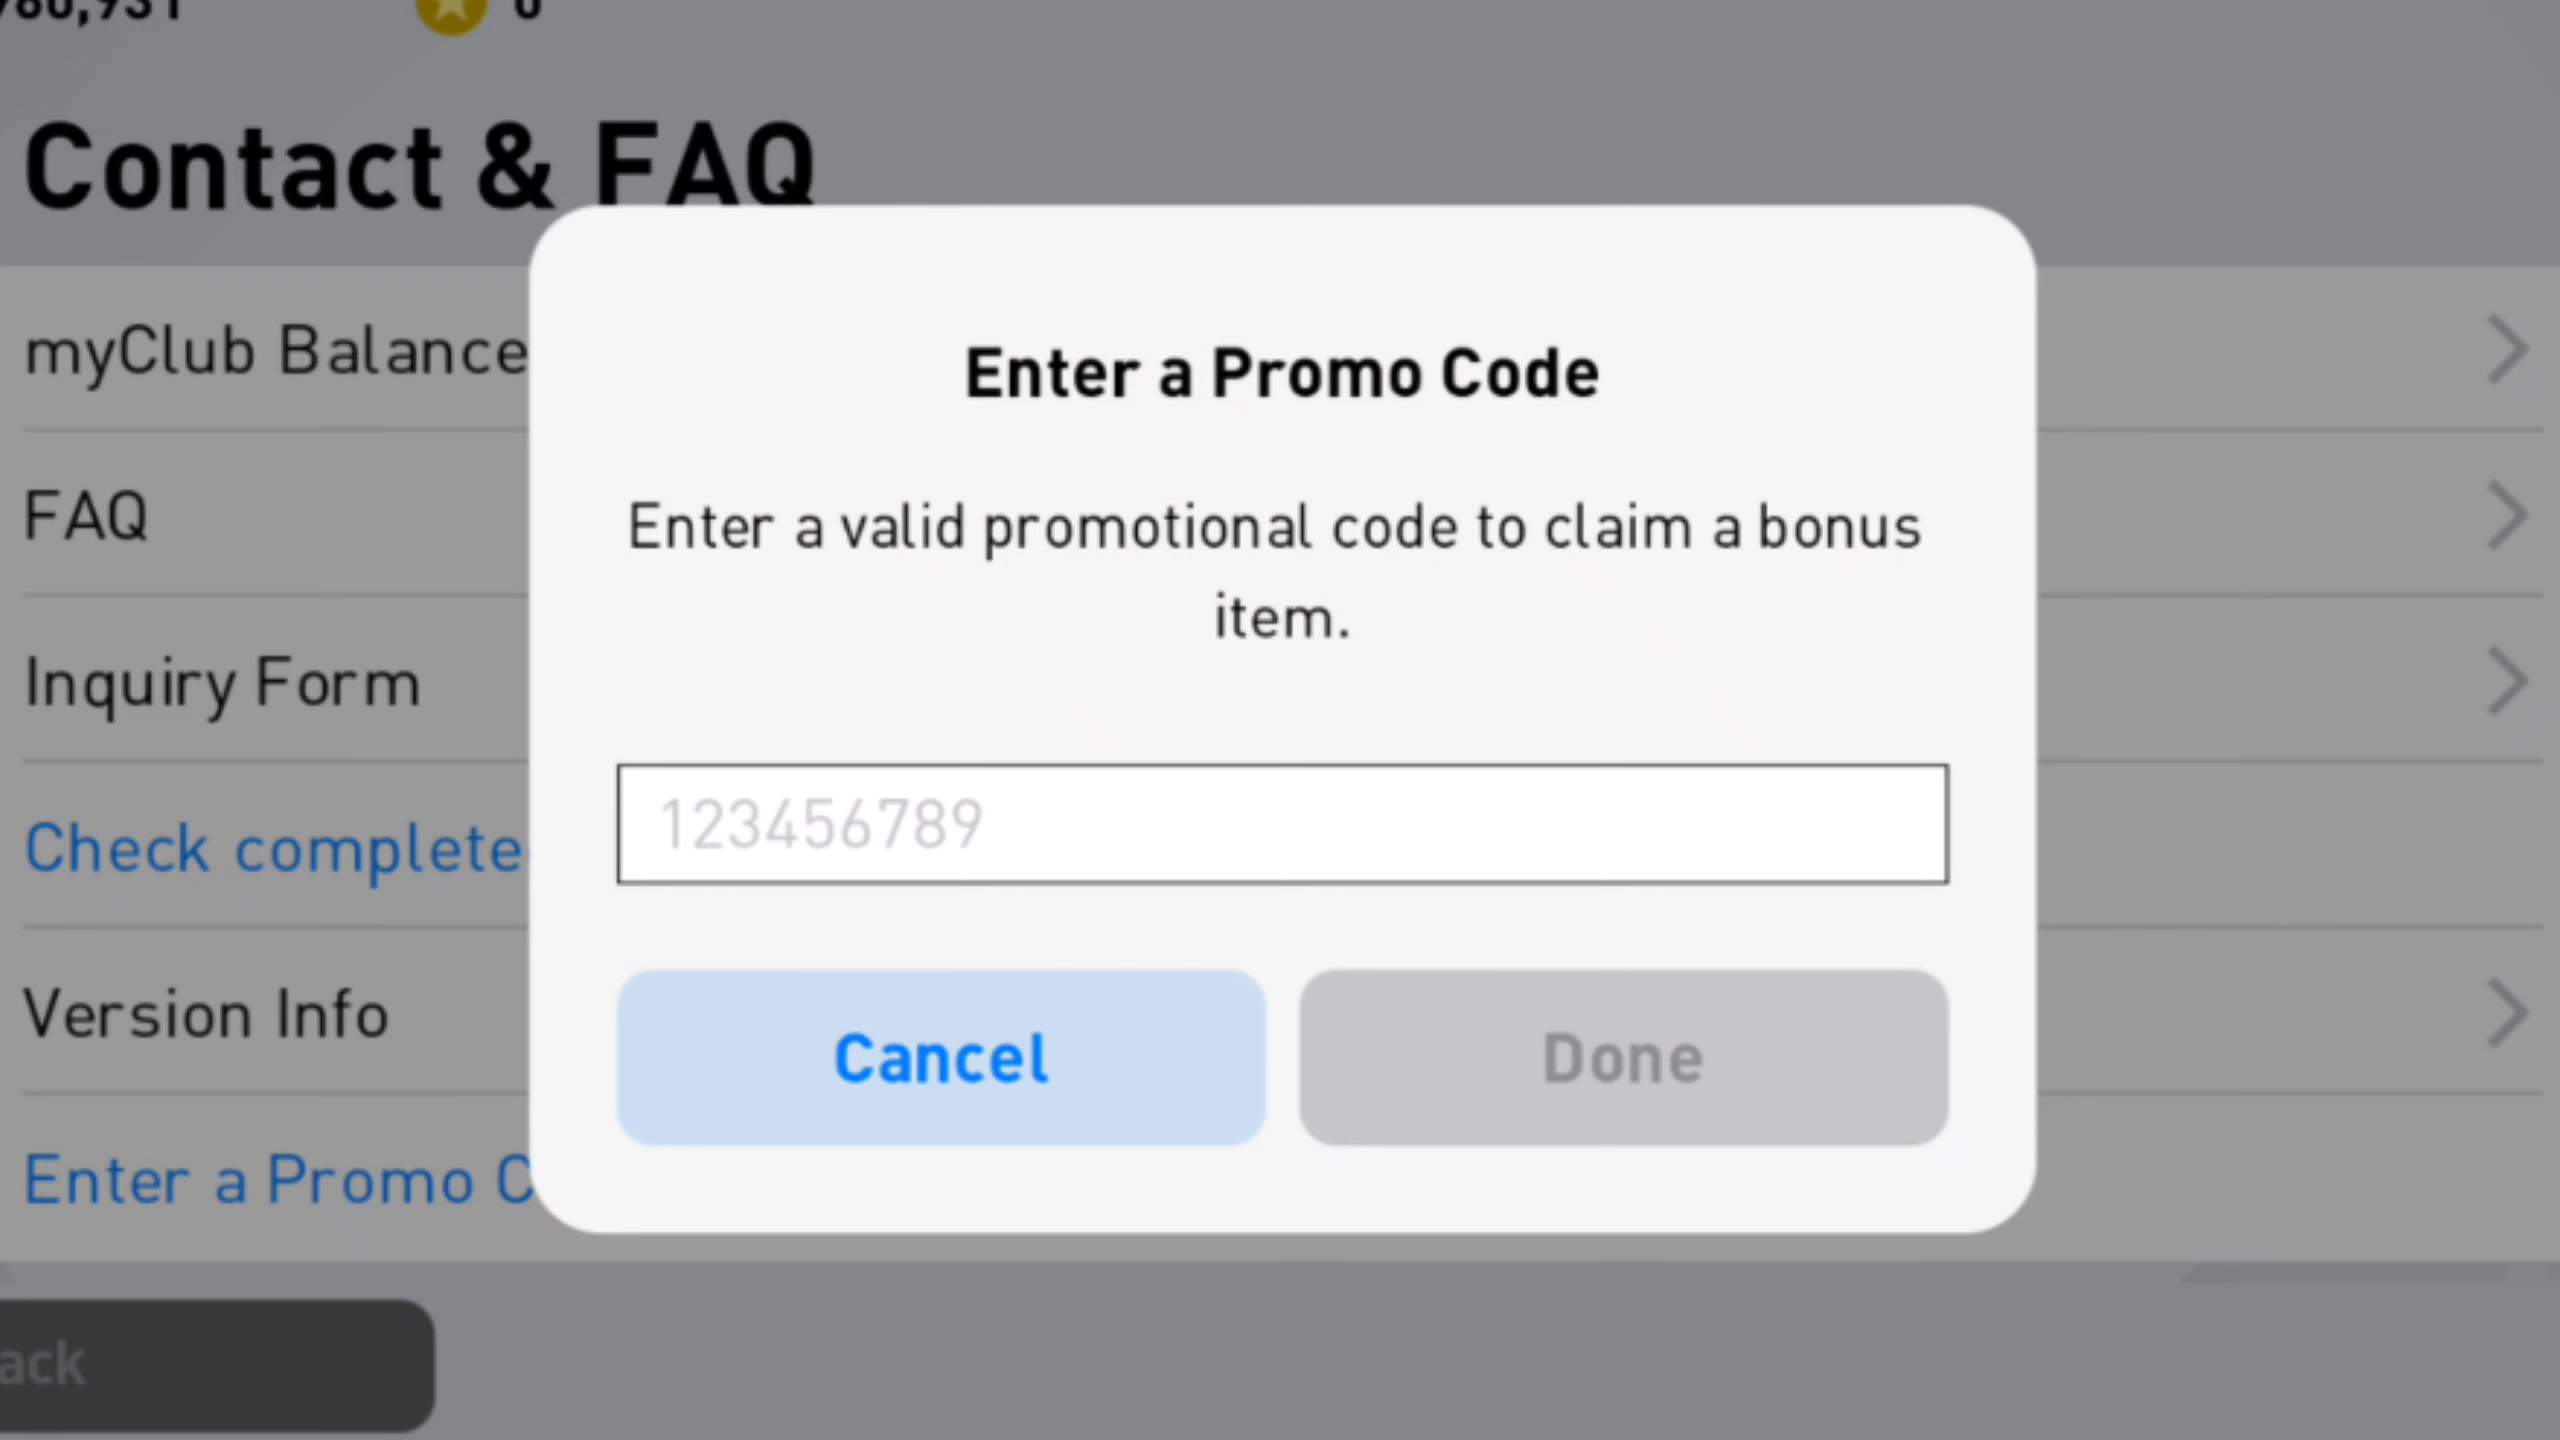 0
Contact & FAQ
myClub Balance
FAQ
Inquiry Form
Check complete
Version Info
Enter a Promo C
Enter a Promo Code
Enter a valid promotional code to claim a bonus
item.
123456789
Cancel
Done
ack